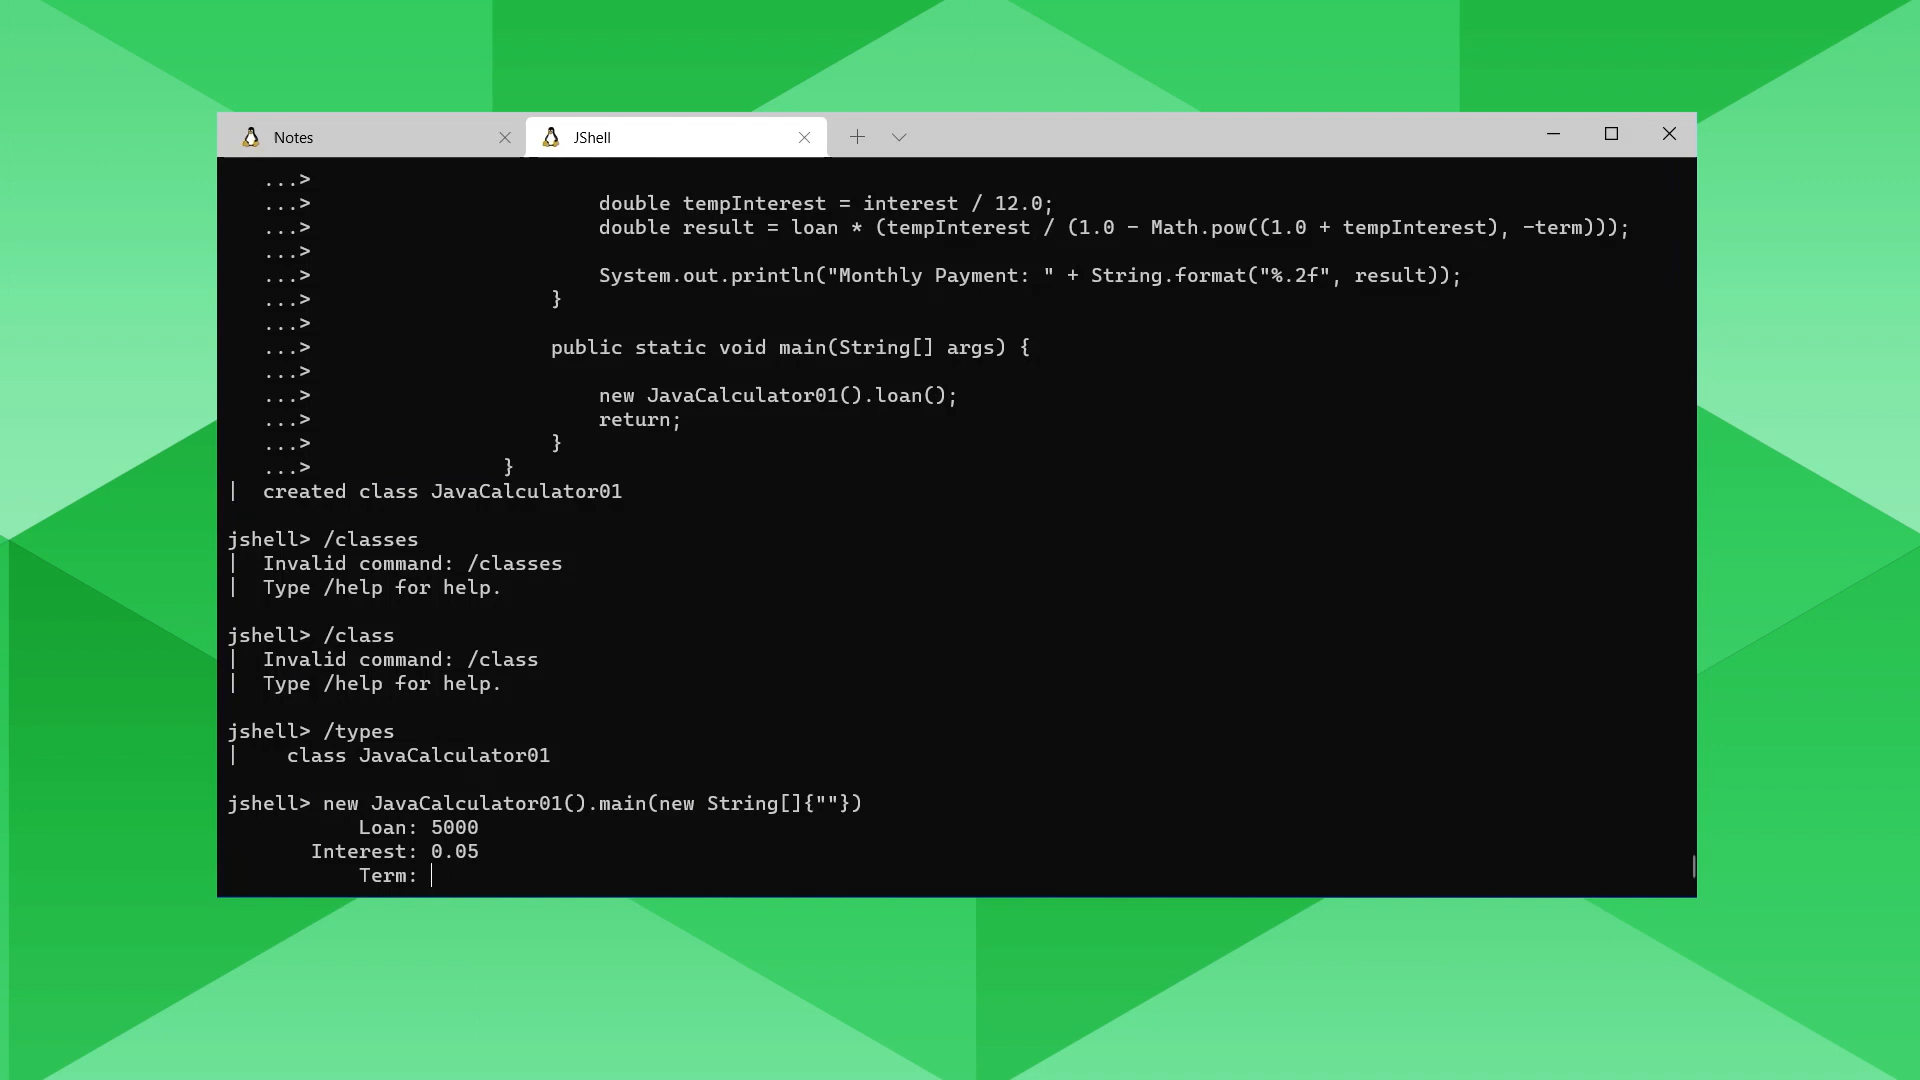 Notes
JShell
...>
...> double tempInterest = interest / 12.0;
...> double result = loan * (tempInterest / (1.0 - Math.pow((1.0 + tempInterest), -term)));
...>
...> System.out.println("Monthly Payment: " + String.format("%.2f", result));
...> }
...>
...> public static void main(String[] args) {
...>
...> new JavaCalculator01().loan();
...> return;
...> }
...> }
| created class JavaCalculator01
jshell> /classes
| Invalid command: /classes
| Type /help for help.
jshell> /class
| Invalid command: /class
| Type /help for help.
jshell> /types
| class JavaCalculator01
jshell> new JavaCalculator01().main(new String[]{""})
Loan: 5000
Interest: 0.05
Term: